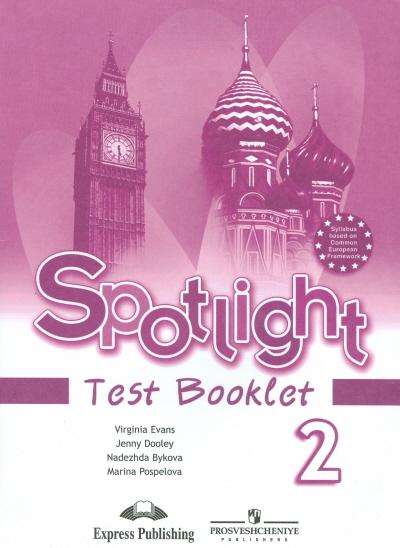 Syllabus
based on
Common
European
Framework
Spotlight
Test Booklet
2
Virginia Evans
Jenny Dooley
Nadezhda Bykova
Marina Pospelova
Express Publishing
PROSVESHCHENIYE
PUBLISHERS